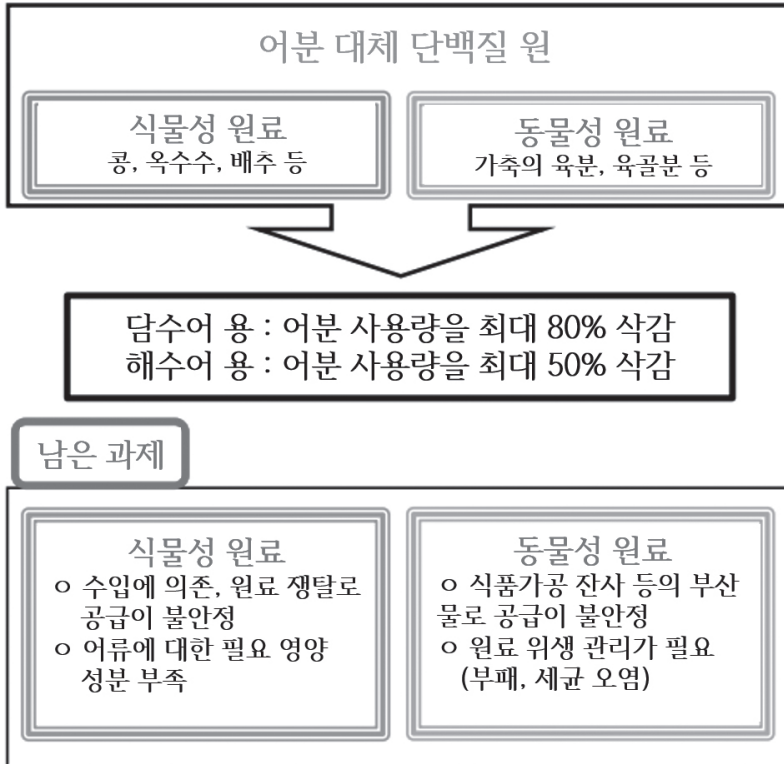 어분 대체 단백질 원
식물성 원료
콩, 옥수수, 배추 등
동물성 원료
가축의 육분, 육골분 등
담수어 용 : 어분 사용량을 최대 80% 삭감
해수어 용 : 어분 사용량을 최대 50% 삭감
남은 과제
식물성 원료
ㅇ 수입에 의존, 원료 쟁탈로
공급이 불안정
ㅇ 어류에 대한 필요 영양
성분 부족
동물성 원료
ㅇ 식품가공 잔사 등의 부산
물로 공급이 불안정
ㅇ 원료 위생 관리가 필요
(부패, 세균 오염)